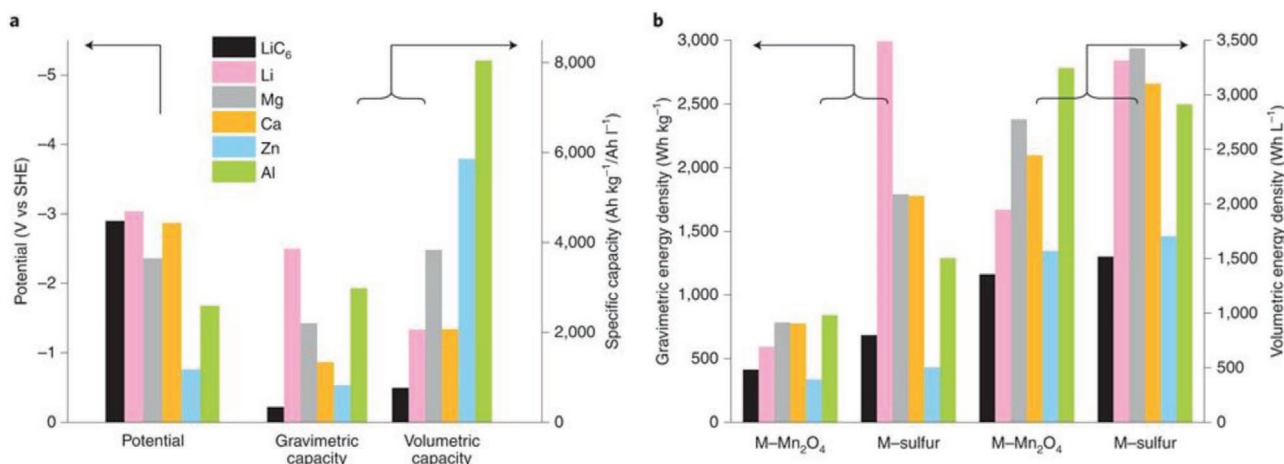 a
Potential (V vs SHE)
–5
–4
–3
–2
–1
0
LiC₆
Li
Mg
Ca
Zn
Al
Specific capacity (Ah kg⁻¹/Ah l⁻¹)
8,000
6,000
4,000
2,000
0
Potential
Gravimetric
capacity
Volumetric
capacity
b
Gravimetric energy density (Wh kg⁻¹)
3,000
2,500
2,000
1,500
1,000
500
0
Volumetric energy density (Wh L⁻¹)
3,500
3,000
2,500
2,000
1,500
1,000
500
0
M–Mn₂O₄
M–sulfur
M–Mn₂O₄
M–sulfur